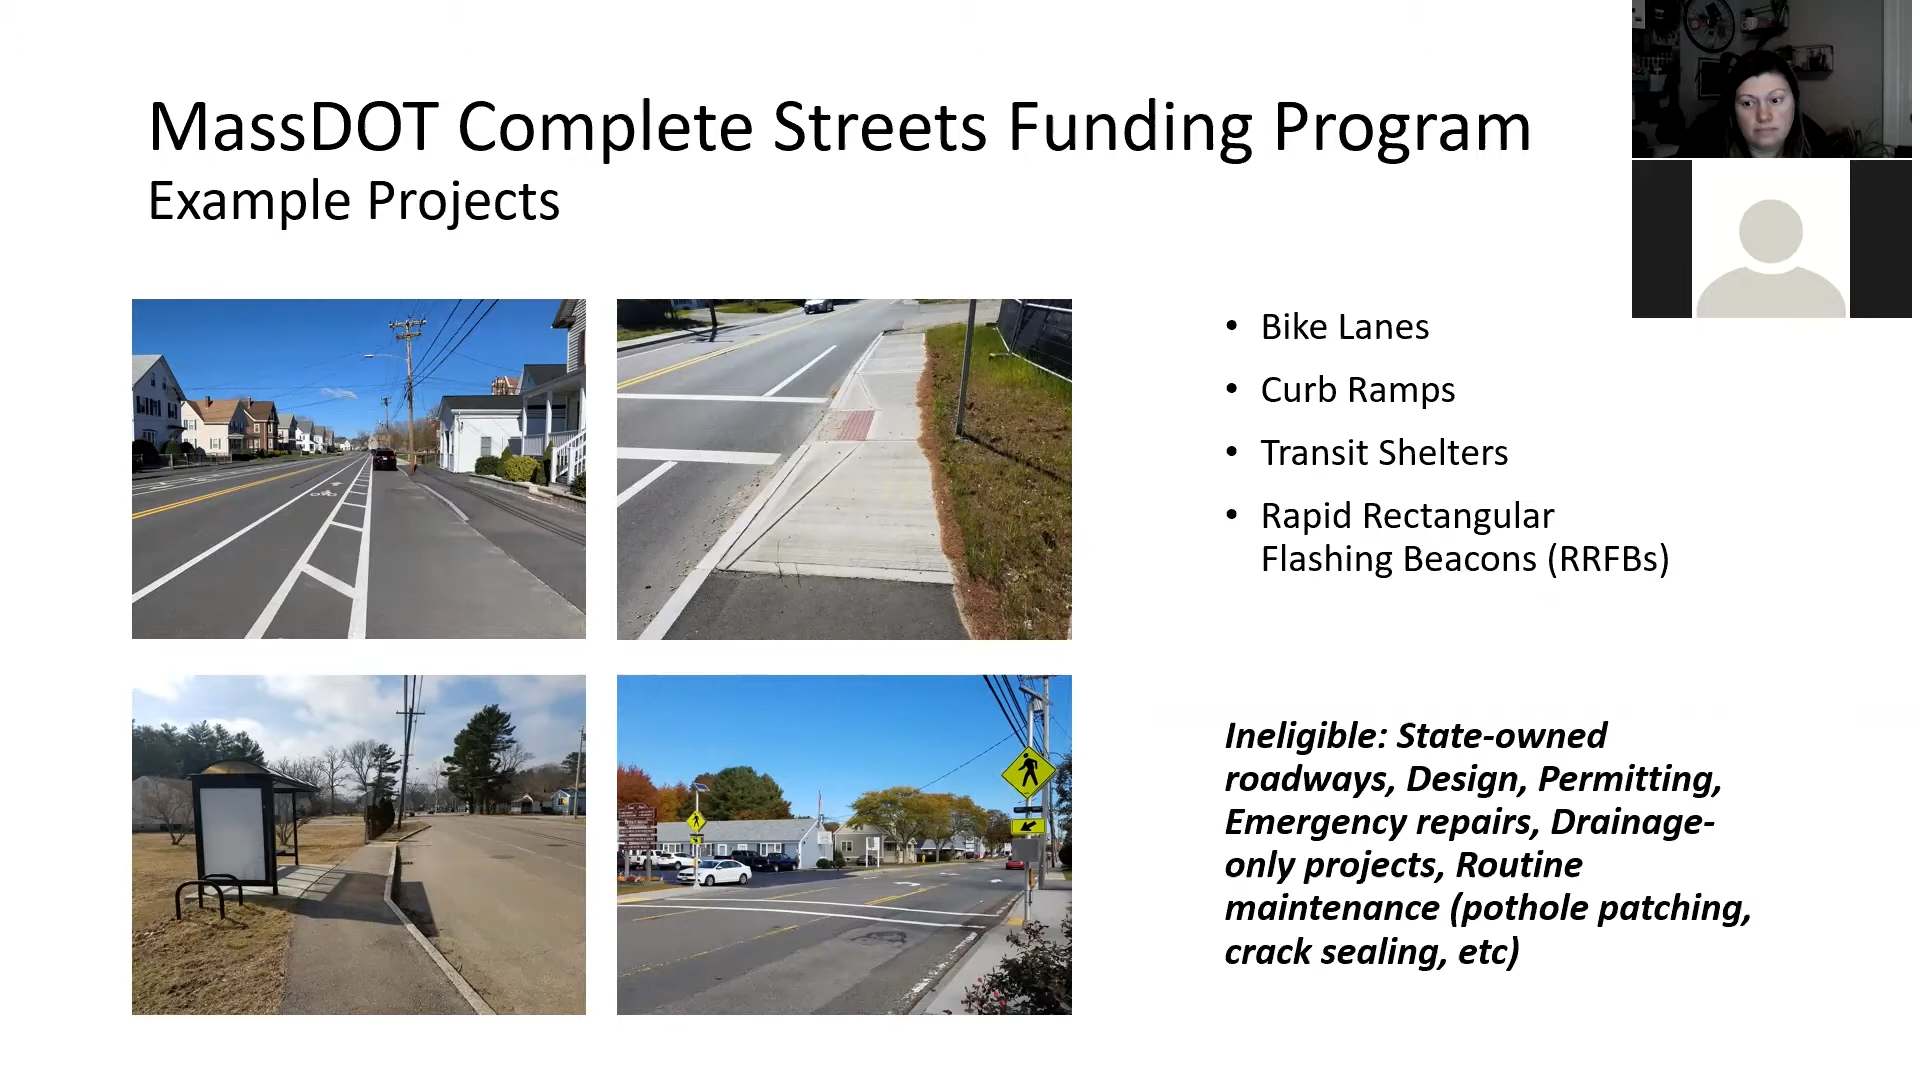 MassDOT Complete Streets Funding Program
Example Projects
• Bike Lanes
• Curb Ramps
• Transit Shelters
• Rapid Rectangular
Flashing Beacons (RRFBs)
Ineligible: State-owned
roadways, Design, Permitting,
Emergency repairs, Drainage-
only projects, Routine
maintenance (pothole patching,
crack sealing, etc)